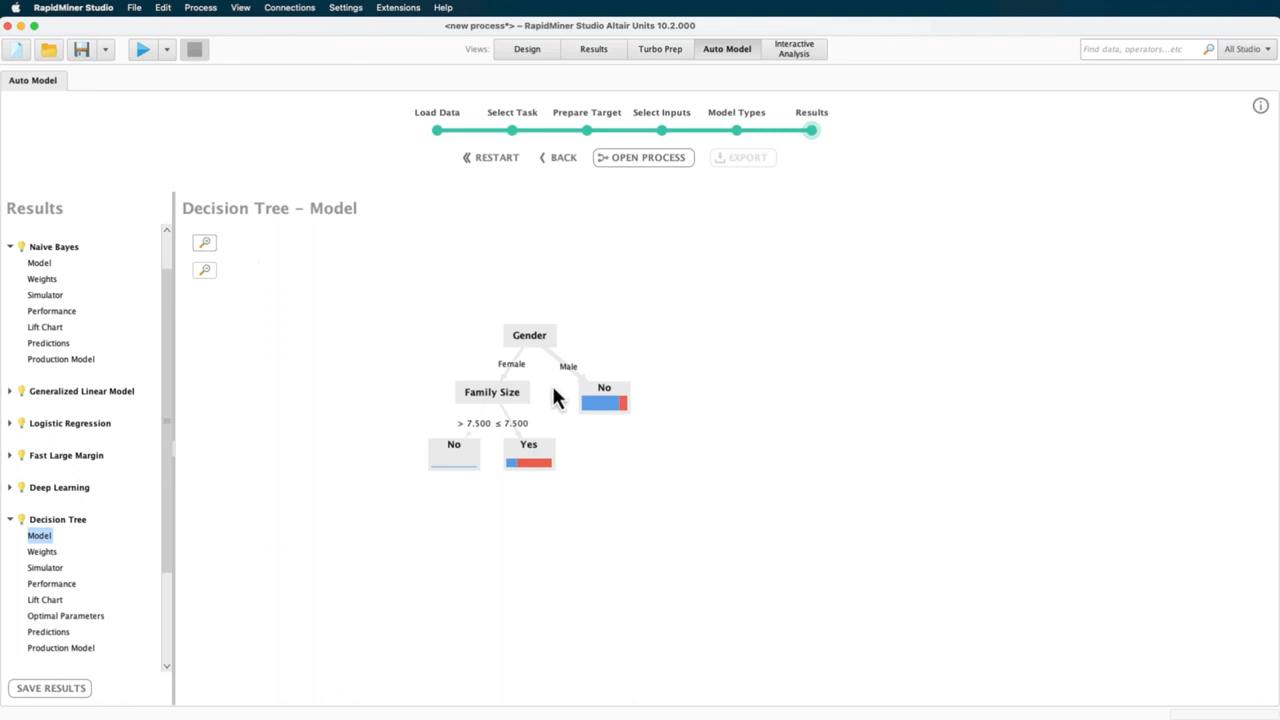 RapidMiner Studio File Edit Process View Connections Settings Extensions Help
<new process*> – RapidMiner Studio Altair Units 10.2.000
Views: Design Results Turbo Prep Auto Model Interactive Analysis Find data, operators...etc All Studio
Auto Model
Load Data Select Task Prepare Target Select Inputs Model Types Results
RESTART BACK OPEN PROCESS EXPORT
Results
Decision Tree – Model
Naive Bayes
Model
Weights
Simulator
Performance
Lift Chart
Predictions
Production Model
Generalized Linear Model
Logistic Regression
Fast Large Margin
Deep Learning
Decision Tree
Model
Weights
Simulator
Performance
Lift Chart
Optimal Parameters
Predictions
Production Model
SAVE RESULTS
Gender
Female Male
Family Size No
> 7.500 ≤ 7.500
No Yes